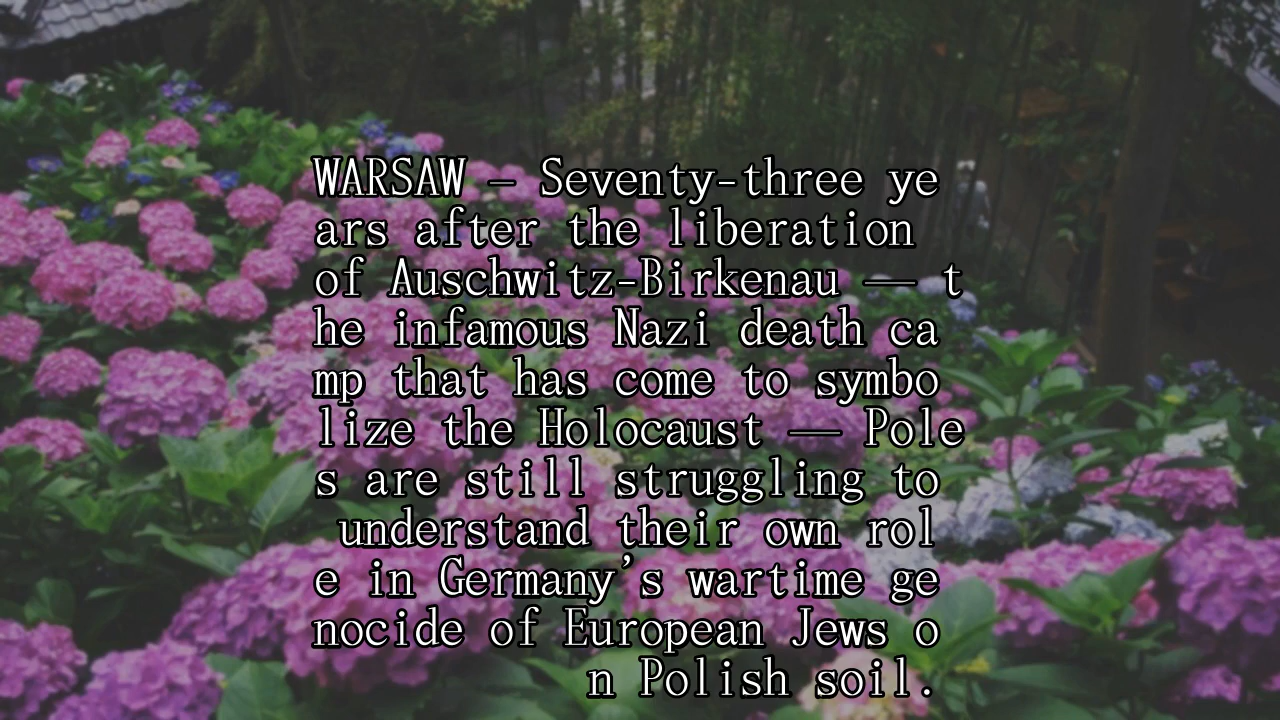 WARSAW – Seventy-three ye
ars after the liberation
of Auschwitz-Birkenau — t
he infamous Nazi death ca
mp that has come to symbo
lize the Holocaust — Pole
s are still struggling to
understand their own rol
e in Germany’s wartime ge
nocide of European Jews o
n Polish soil.